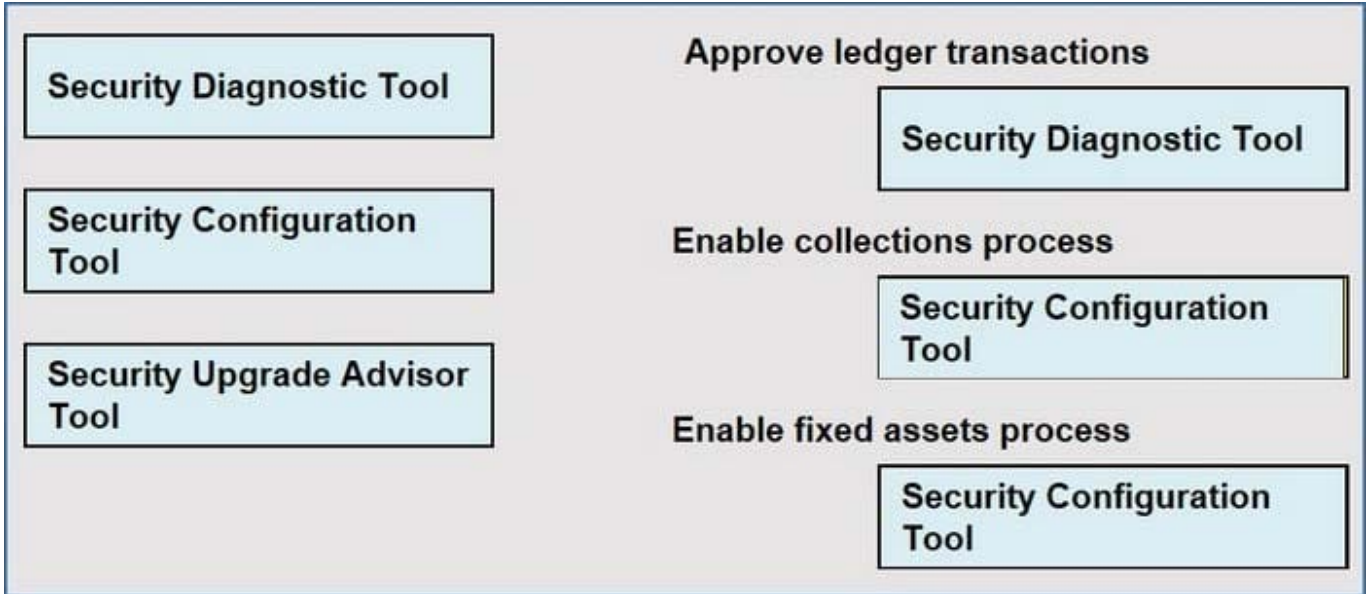 Security Diagnostic Tool
Security Configuration
Tool
Security Upgrade Advisor
Tool
Approve ledger transactions
Security Diagnostic Tool
Enable collections process
Security Configuration
Tool
Enable fixed assets process
Security Configuration
Tool